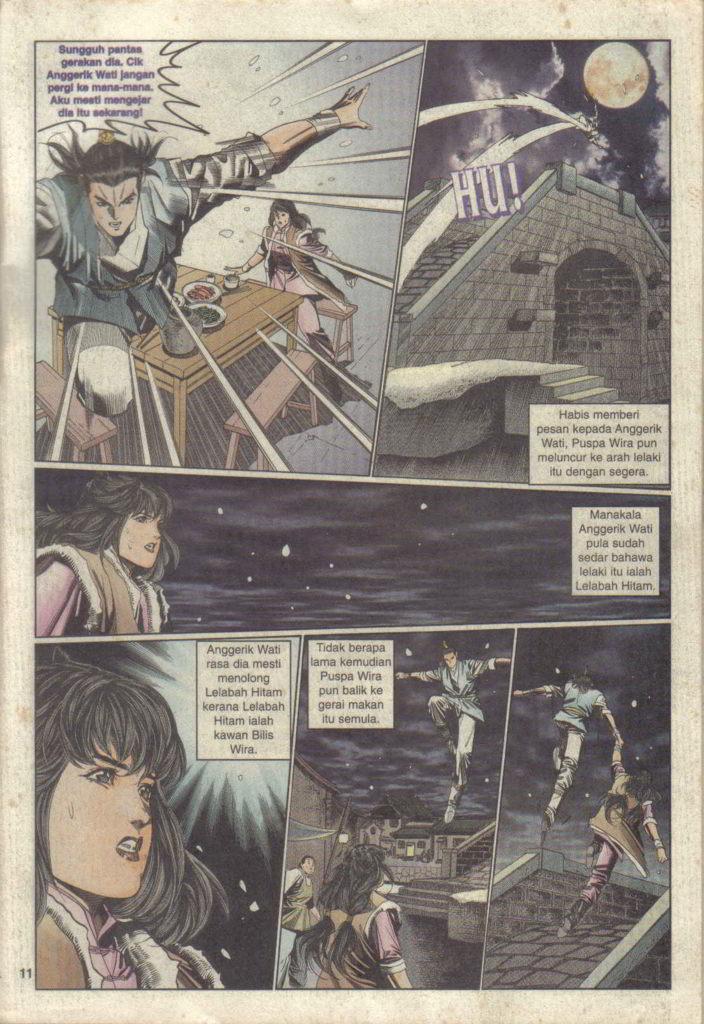 Sungguh pantas
gerakan dia. Cik
Anggerik Wati jangan
pergi ke mana-mana.
Aku mesti mengejar
dia itu sekarang!
HU!
Habis memberi
pesan kepada Anggerik
Wati, Puspa Wira pun
meluncur ke arah lelaki
itu dengan segera.
Manakala
Anggerik Wati
pula sudah
sedar bahawa
lelaki itu ialah
Lelabah Hitam.
Anggerik Wati
rasa dia mesti
menolong
Lelabah Hitam
kerana Lelabah
Hitam ialah
kawan Bilis
Wira.
Tidak berapa
lama kemudian
Puspa Wira
pun balik ke
gerai makan
itu semula.
11